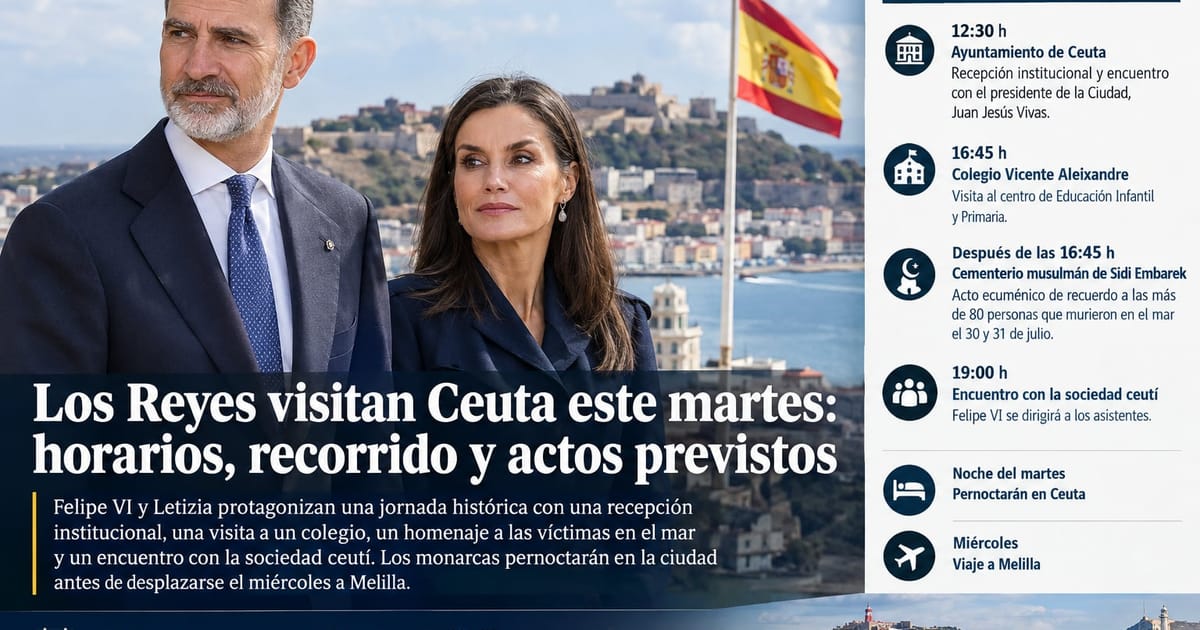 Los Reyes visitan Ceuta este martes:
horarios, recorrido y actos previstos
Felipe VI y Letizia protagonizan una jornada histórica con una recepción
institucional, una visita a un colegio, un homenaje a las víctimas en el mar
y un encuentro con la sociedad ceutí. Los monarcas pernoctarán en la ciudad
antes de desplazarse el miércoles a Melilla.
12:30 h
Ayuntamiento de Ceuta
Recepción institucional y encuentro
con el presidente de la Ciudad,
Juan Jesús Vivas.
16:45 h
Colegio Vicente Aleixandre
Visita al centro de Educación Infantil
y Primaria.
Después de las 16:45 h
Cementerio musulmán de Sidi Embarek
Acto ecuménico de recuerdo a las más
de 80 personas que murieron en el mar
el 30 y 31 de julio.
19:00 h
Encuentro con la sociedad ceutí
Felipe VI se dirigirá a los asistentes.
Noche del martes
Pernoctarán en Ceuta
Miércoles
Viaje a Melilla